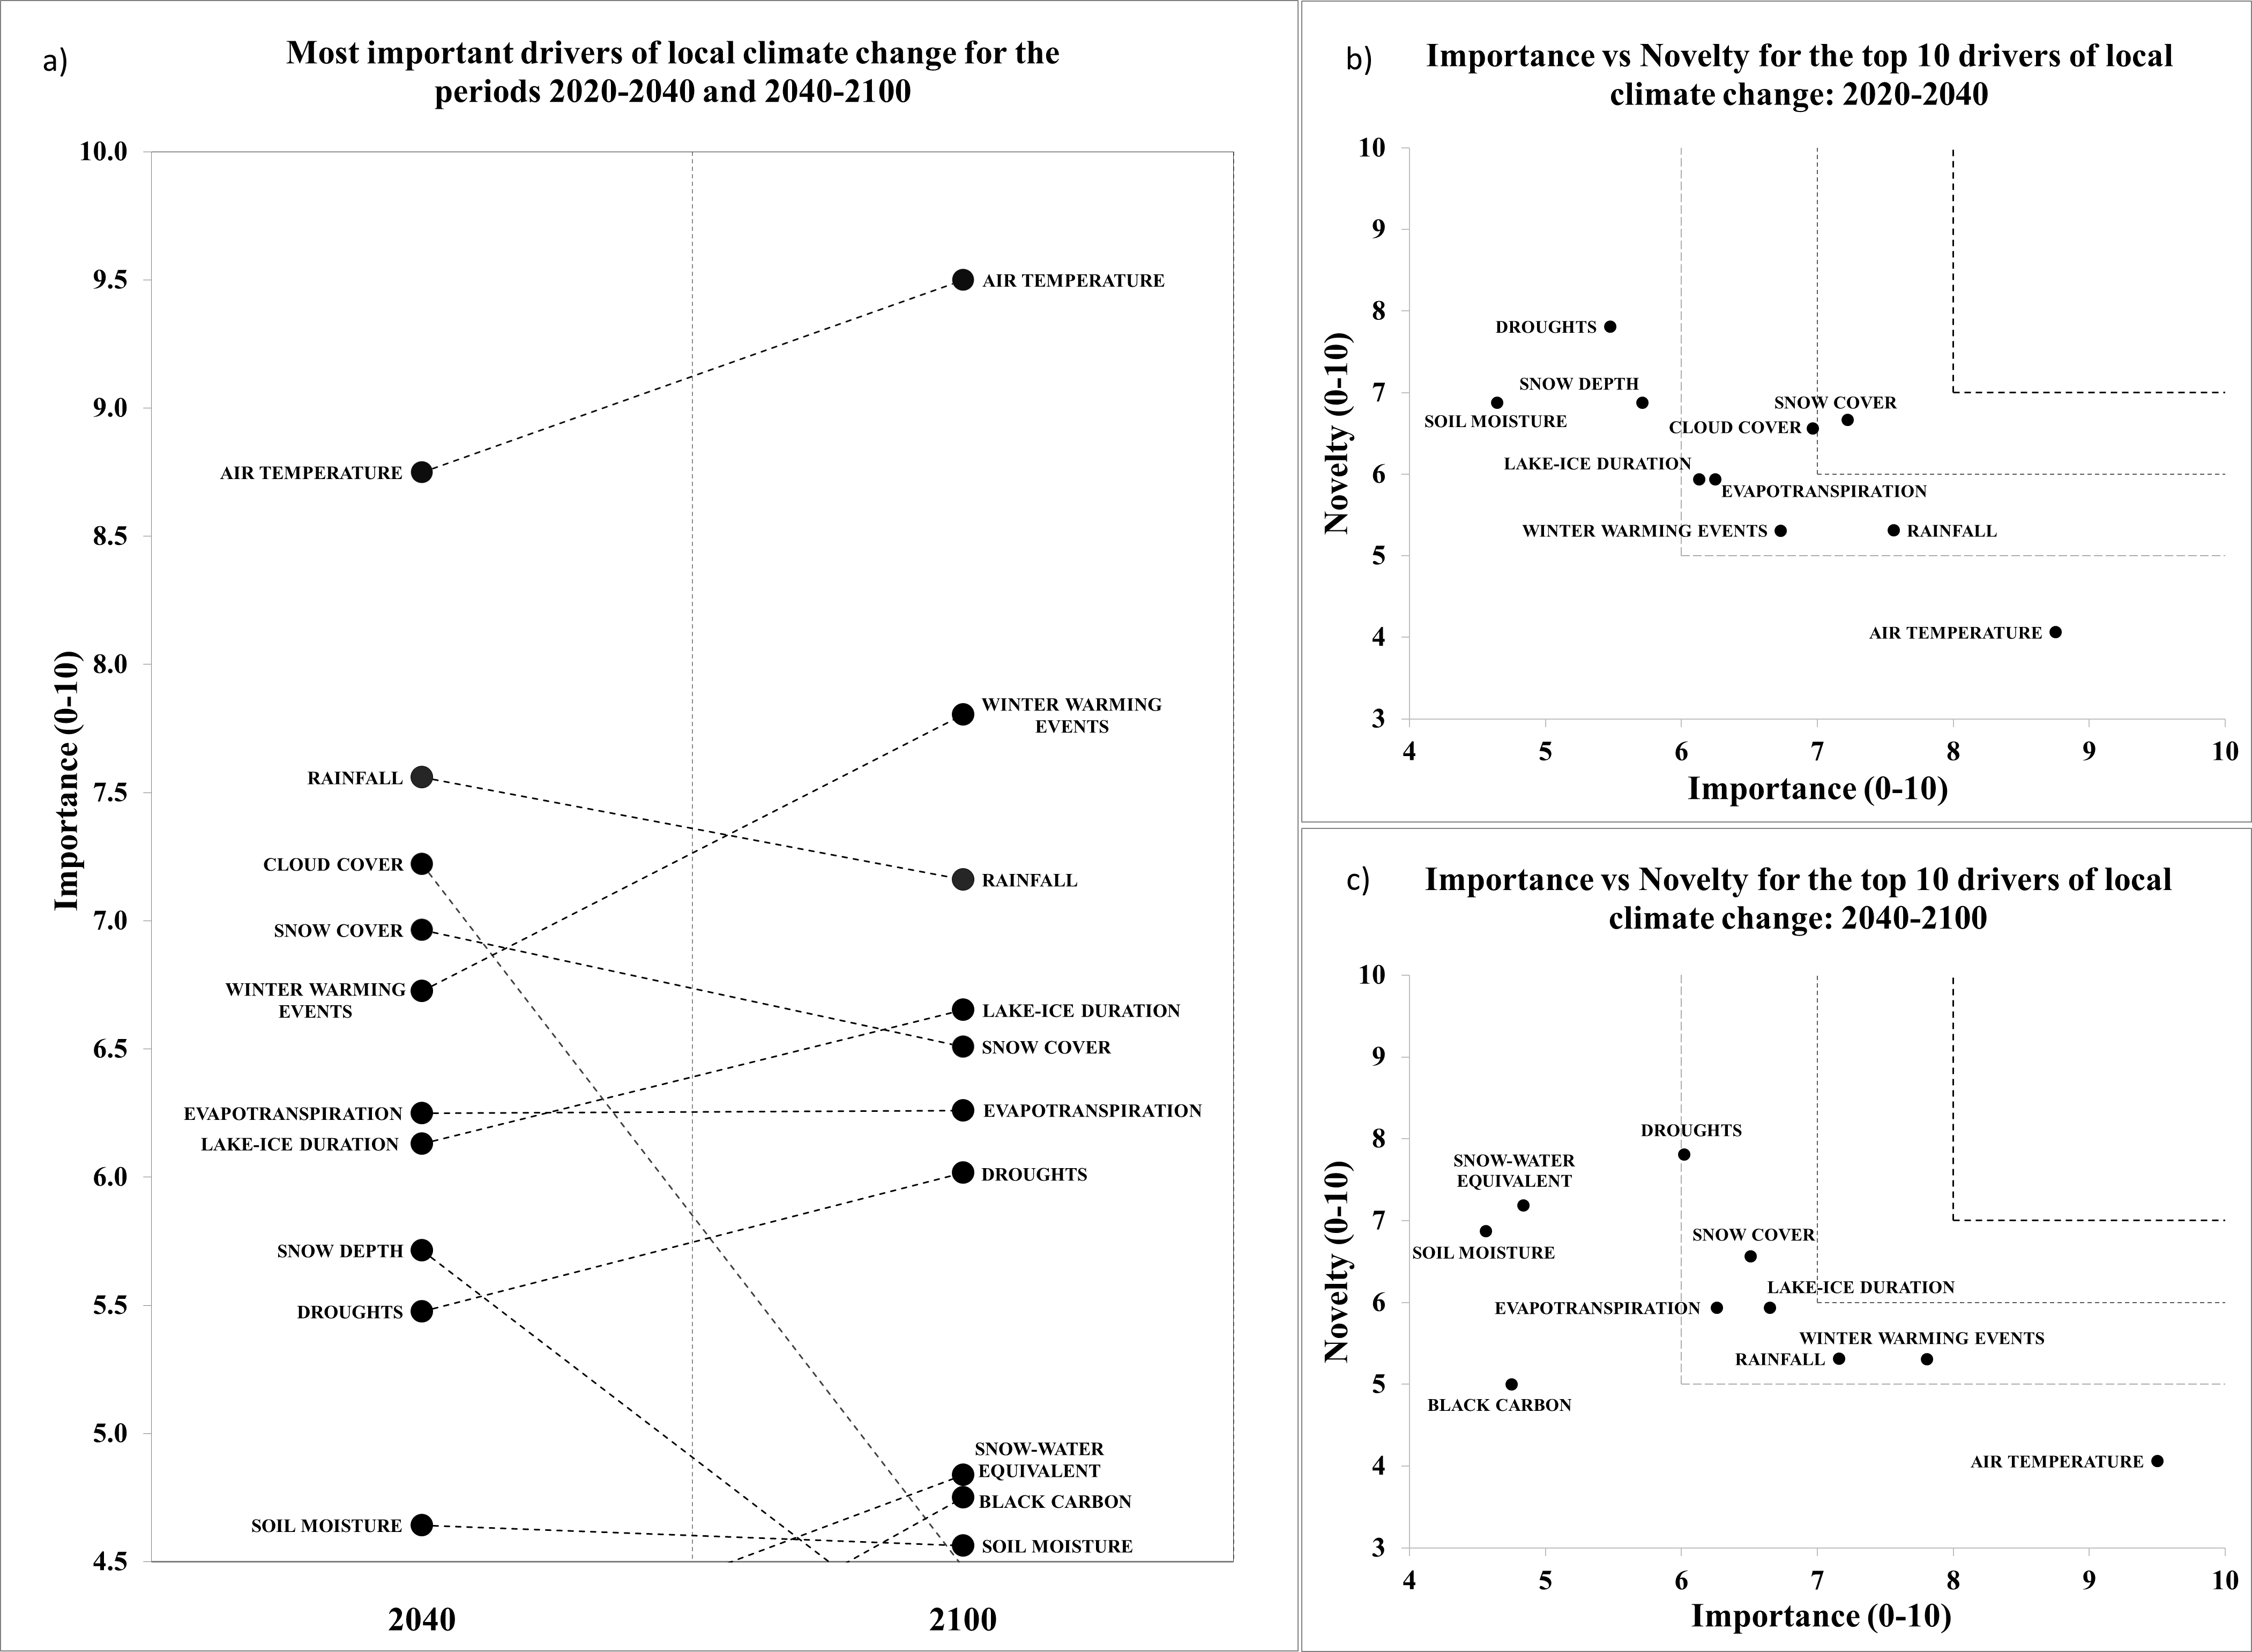 a)
Most important drivers of local climate change for the
periods 2020-2040 and 2040-2100
Importance (0-10)
10.0
9.5
9.0
8.5
8.0
7.5
7.0
6.5
6.0
5.5
5.0
4.5
AIR TEMPERATURE
RAINFALL
CLOUD COVER
SNOW COVER
WINTER WARMING
EVENTS
EVAPOTRANSPIRATION
LAKE-ICE DURATION
SNOW DEPTH
DROUGHTS
SOIL MOISTURE
AIR TEMPERATURE
WINTER WARMING
EVENTS
RAINFALL
LAKE-ICE DURATION
SNOW COVER
EVAPOTRANSPIRATION
DROUGHTS
SNOW-WATER
EQUIVALENT
BLACK CARBON
SOIL MOISTURE
2040
2100
b)
Importance vs Novelty for the top 10 drivers of local
climate change: 2020-2040
Novelty (0-10)
10
9
8
7
6
5
4
3
DROUGHTS
SNOW DEPTH
SOIL MOISTURE
SNOW COVER
CLOUD COVER
LAKE-ICE DURATION
EVAPOTRANSPIRATION
WINTER WARMING EVENTS
RAINFALL
AIR TEMPERATURE
4 5 6 7 8 9 10
Importance (0-10)
c)
Importance vs Novelty for the top 10 drivers of local
climate change: 2040-2100
Novelty (0-10)
10
9
8
7
6
5
4
3
DROUGHTS
SNOW-WATER
EQUIVALENT
SOIL MOISTURE
SNOW COVER
LAKE-ICE DURATION
EVAPOTRANSPIRATION
WINTER WARMING EVENTS
RAINFALL
BLACK CARBON
AIR TEMPERATURE
4 5 6 7 8 9 10
Importance (0-10)